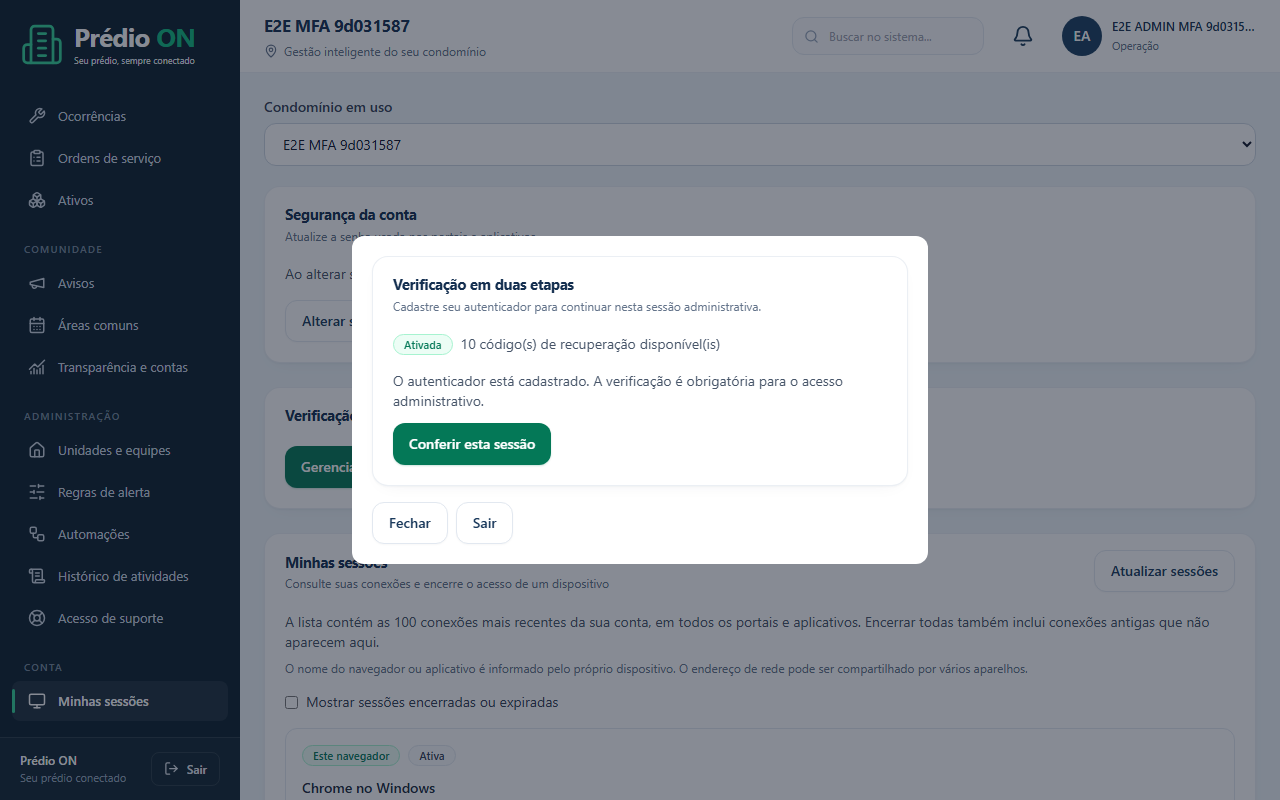 Prédio ON
Seu prédio, sempre conectado
Ocorrências
Ordens de serviço
Ativos
COMUNIDADE
Avisos
Áreas comuns
Transparência e contas
ADMINISTRAÇÃO
Unidades e equipes
Regras de alerta
Automações
Histórico de atividades
Acesso de suporte
CONTA
Minhas sessões
Prédio ON
Seu prédio conectado
Sair
E2E MFA 9d031587
Gestão inteligente do seu condomínio
Buscar no sistema...
EA
E2E ADMIN MFA 9d0315...
Operação
Condomínio em uso
E2E MFA 9d031587
Segurança da conta
Atualize a senha usada nos portais e aplicativos.
Ao alterar s
Alterar s
Verificação
Gerencia
Verificação em duas etapas
Cadastre seu autenticador para continuar nesta sessão administrativa.
Ativada
10 código(s) de recuperação disponível(is)
O autenticador está cadastrado. A verificação é obrigatória para o acesso
administrativo.
Conferir esta sessão
Fechar
Sair
Minhas sessões
Consulte suas conexões e encerre o acesso de um dispositivo
Atualizar sessões
A lista contém as 100 conexões mais recentes da sua conta, em todos os portais e aplicativos. Encerrar todas também inclui conexões antigas que não
aparecem aqui.
O nome do navegador ou aplicativo é informado pelo próprio dispositivo. O endereço de rede pode ser compartilhado por vários aparelhos.
Mostrar sessões encerradas ou expiradas
Este navegador
Ativa
Chrome no Windows